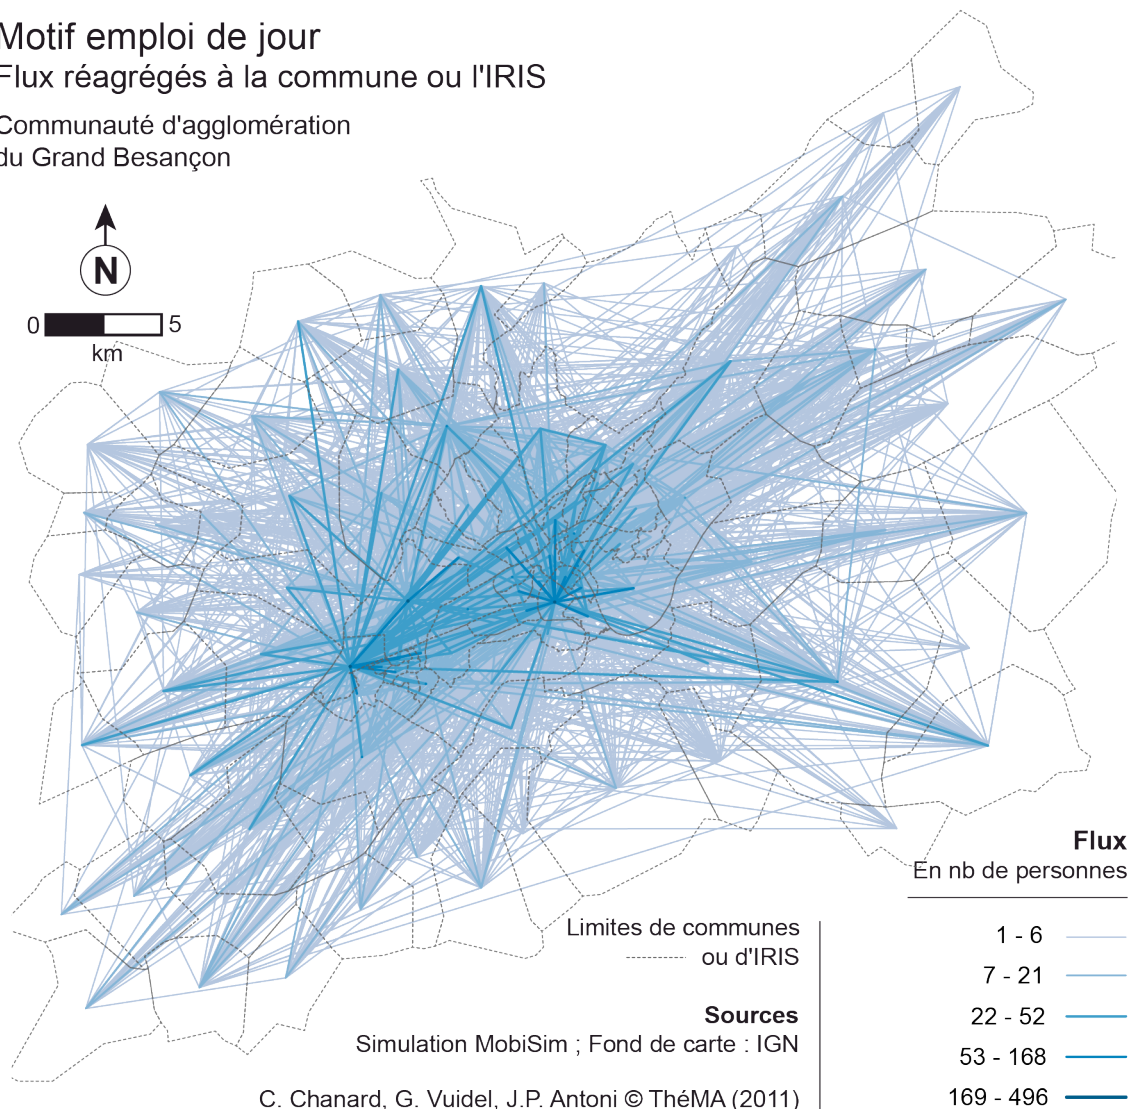 Motif emploi de jour
Flux réagrégés à la commune ou l'IRIS
Communauté d'agglomération
du Grand Besançon
N
0 5
km
Flux
En nb de personnes
1 - 6
7 - 21
22 - 52
53 - 168
169 - 496
Limites de communes
ou d'IRIS
Sources
Simulation MobiSim ; Fond de carte : IGN
C. Chanard, G. Vuidel, J.P. Antoni © ThéMA (2011)